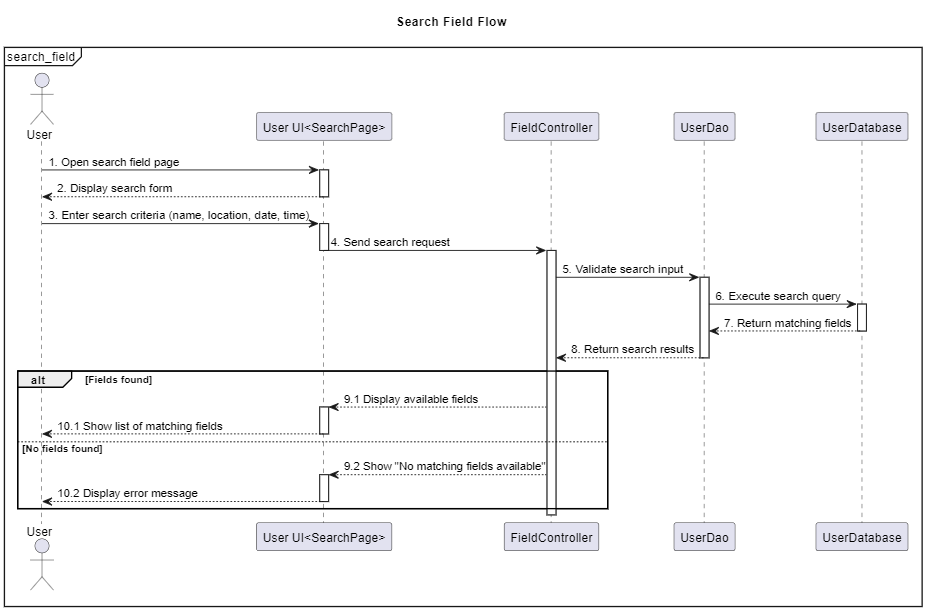 Search Field Flow
search_field
User
User UI<SearchPage>
FieldController
UserDao
UserDatabase
1. Open search field page
2. Display search form
3. Enter search criteria (name, location, date, time)
4. Send search request
5. Validate search input
6. Execute search query
7. Return matching fields
8. Return search results
alt
[Fields found]
9.1 Display available fields
10.1 Show list of matching fields
[No fields found]
9.2 Show "No matching fields available"
10.2 Display error message
User
User UI<SearchPage>
FieldController
UserDao
UserDatabase